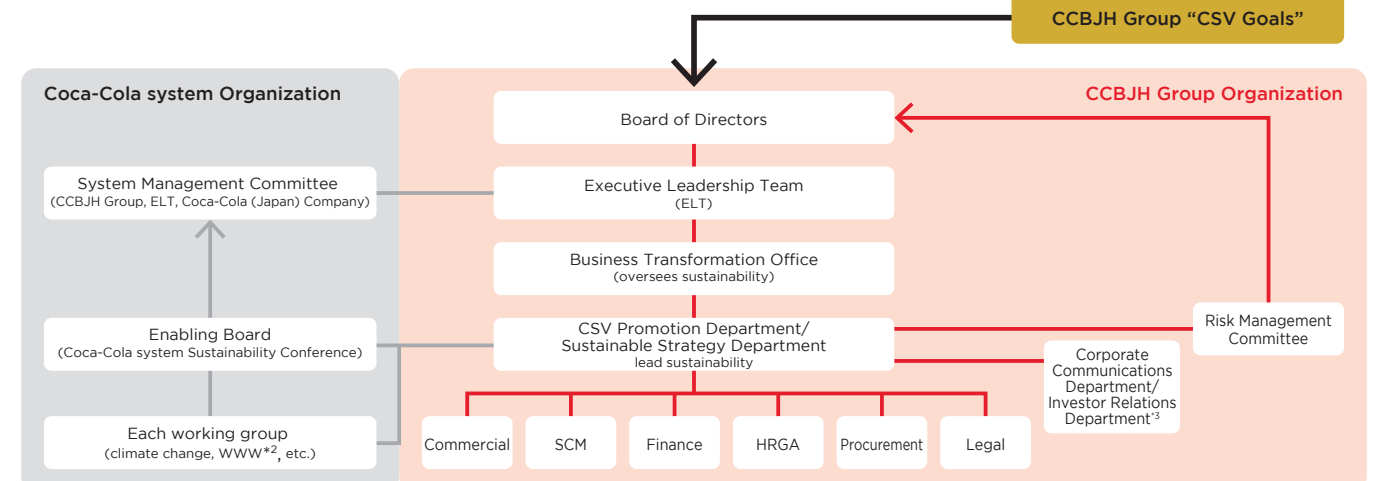 CCBJH Group “CSV Goals”
Coca-Cola system Organization
CCBJH Group Organization
Board of Directors
System Management Committee
(CCBJH Group, ELT, Coca-Cola (Japan) Company)
Executive Leadership Team
(ELT)
Business Transformation Office
(oversees sustainability)
Enabling Board
(Coca-Cola system Sustainability Conference)
CSV Promotion Department/
Sustainable Strategy Department
lead sustainability
Risk Management
Committee
Corporate
Communications
Department/
Investor Relations
Department*3
Each working group
(climate change, WWW*2, etc.)
Commercial
SCM
Finance
HRGA
Procurement
Legal